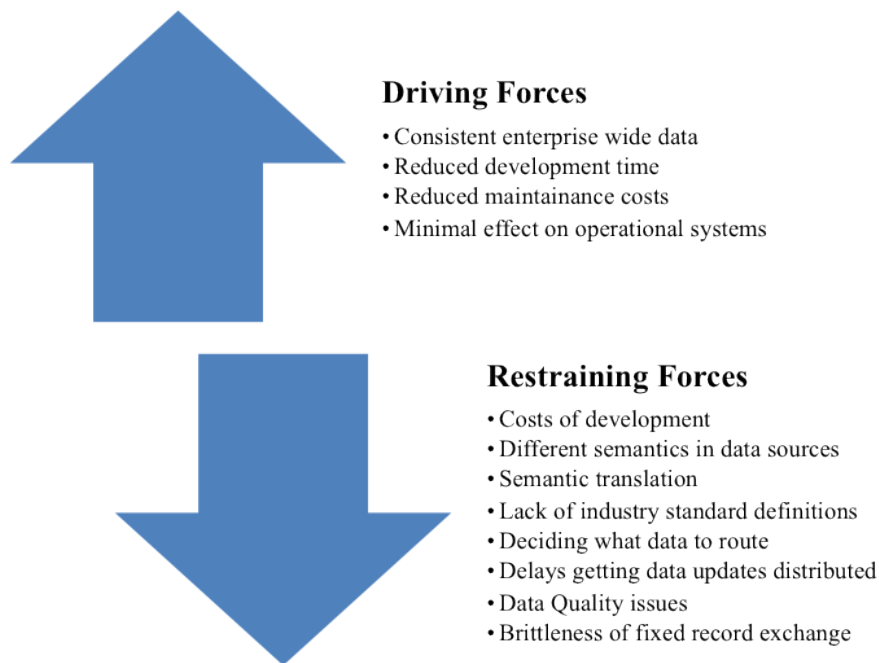 Driving Forces
• Consistent enterprise wide data
• Reduced development time
• Reduced maintainance costs
• Minimal effect on operational systems
Restraining Forces
• Costs of development
• Different semantics in data sources
• Semantic translation
• Lack of industry standard definitions
• Deciding what data to route
• Delays getting data updates distributed
• Data Quality issues
• Brittleness of fixed record exchange